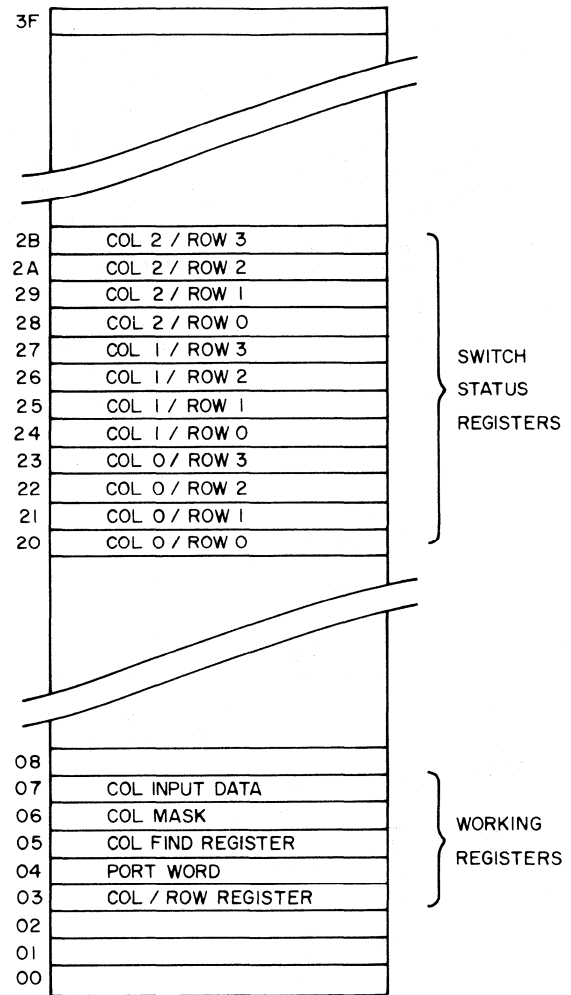 3F
2B COL 2 / ROW 3
2A COL 2 / ROW 2
29 COL 2 / ROW 1
28 COL 2 / ROW 0
27 COL 1 / ROW 3
26 COL 1 / ROW 2
25 COL 1 / ROW 1
24 COL 1 / ROW 0
23 COL 0 / ROW 3
22 COL 0 / ROW 2
21 COL 0 / ROW 1
20 COL 0 / ROW 0
SWITCH
STATUS
REGISTERS
08
07 COL INPUT DATA
06 COL MASK
05 COL FIND REGISTER
04 PORT WORD
03 COL / ROW REGISTER
02
01
00
WORKING
REGISTERS